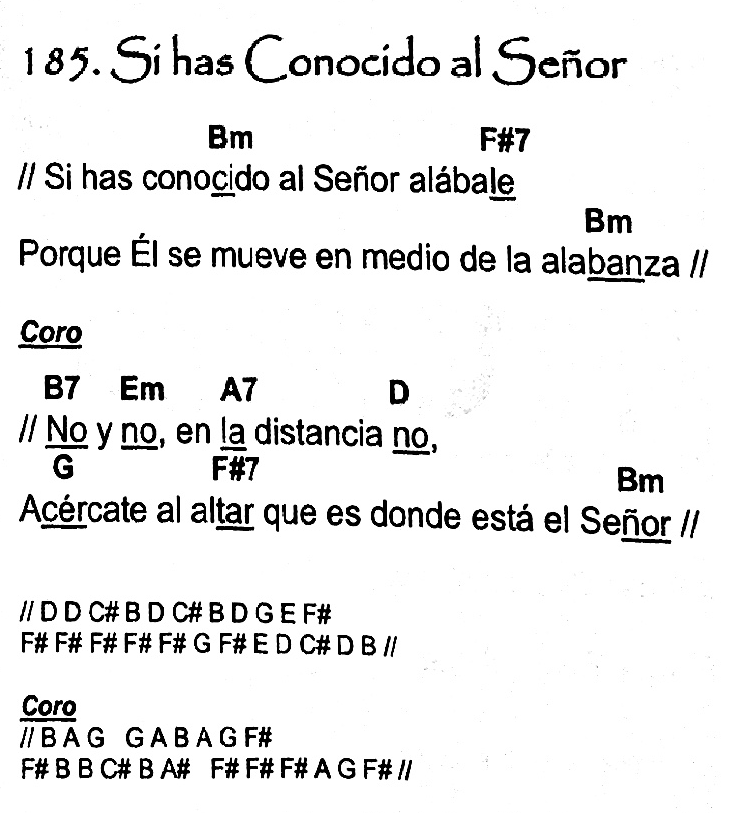 185. Si has Conocido al Señor
Bm F#7
// Si has conocido al Señor alábale
Bm
Porque Él se mueve en medio de la alabanza //
Coro
B7 Em A7 D
// No y no, en la distancia no,
G F#7 Bm
Acércate al altar que es donde está el Señor //
// D D C# B D C# B D G E F#
F# F# F# F# F# G F# E D C# D B //
Coro
// B A G G A B A G F#
F# B B C# B A# F# F# F# A G F# //